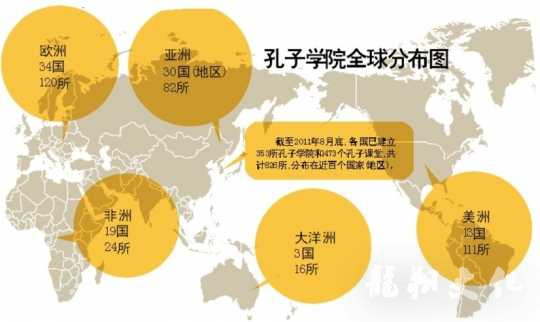 孔子学院全球分布图
欧洲
34国
120所
亚洲
30国(地区)
82所
截至2011年8月底,各国已建立
353所孔子学院和473个孔子课堂,共
计826所,分布在近百个国家(地区)。
非洲
19国
24所
大洋洲
3国
16所
美洲
13国
111所